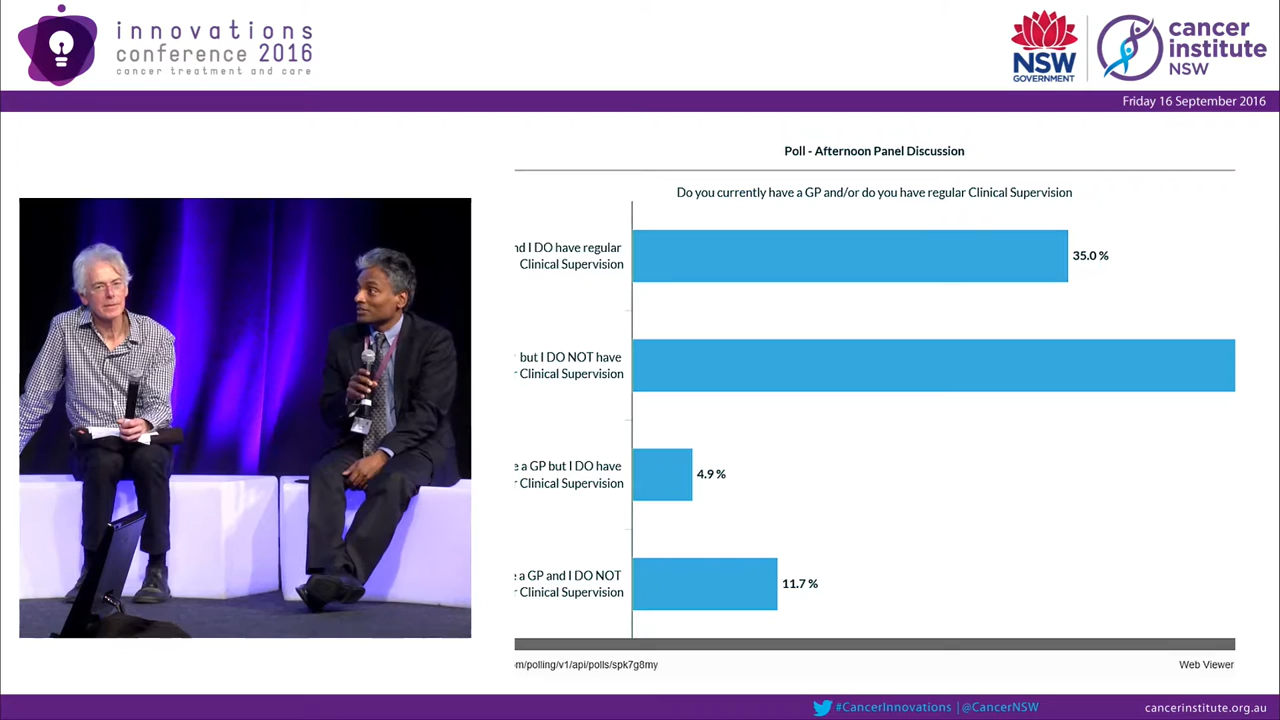 innovations
conference 2016
cancer treatment and care
NSW
GOVERNMENT
cancer
institute
NSW
Friday 16 September 2016
Poll - Afternoon Panel Discussion
Do you currently have a GP and/or do you have regular Clinical Supervision
I DO have regular
Clinical Supervision
35.0 %
but I DO NOT have
Clinical Supervision
a GP but I DO have
Clinical Supervision
4.9 %
a GP and I DO NOT
Clinical Supervision
11.7 %
m/polling/v1/api/polls/spk7g8my
Web Viewer
#CancerInnovations | @CancerNSW
cancerinstitute.org.au